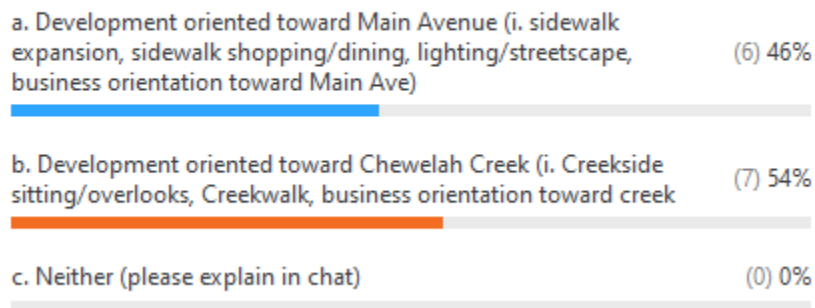 a. Development oriented toward Main Avenue (i. sidewalk
expansion, sidewalk shopping/dining, lighting/streetscape,
business orientation toward Main Ave)
(6) 46%
b. Development oriented toward Chewelah Creek (i. Creekside
sitting/overlooks, Creekwalk, business orientation toward creek
(7) 54%
c. Neither (please explain in chat)
(0) 0%